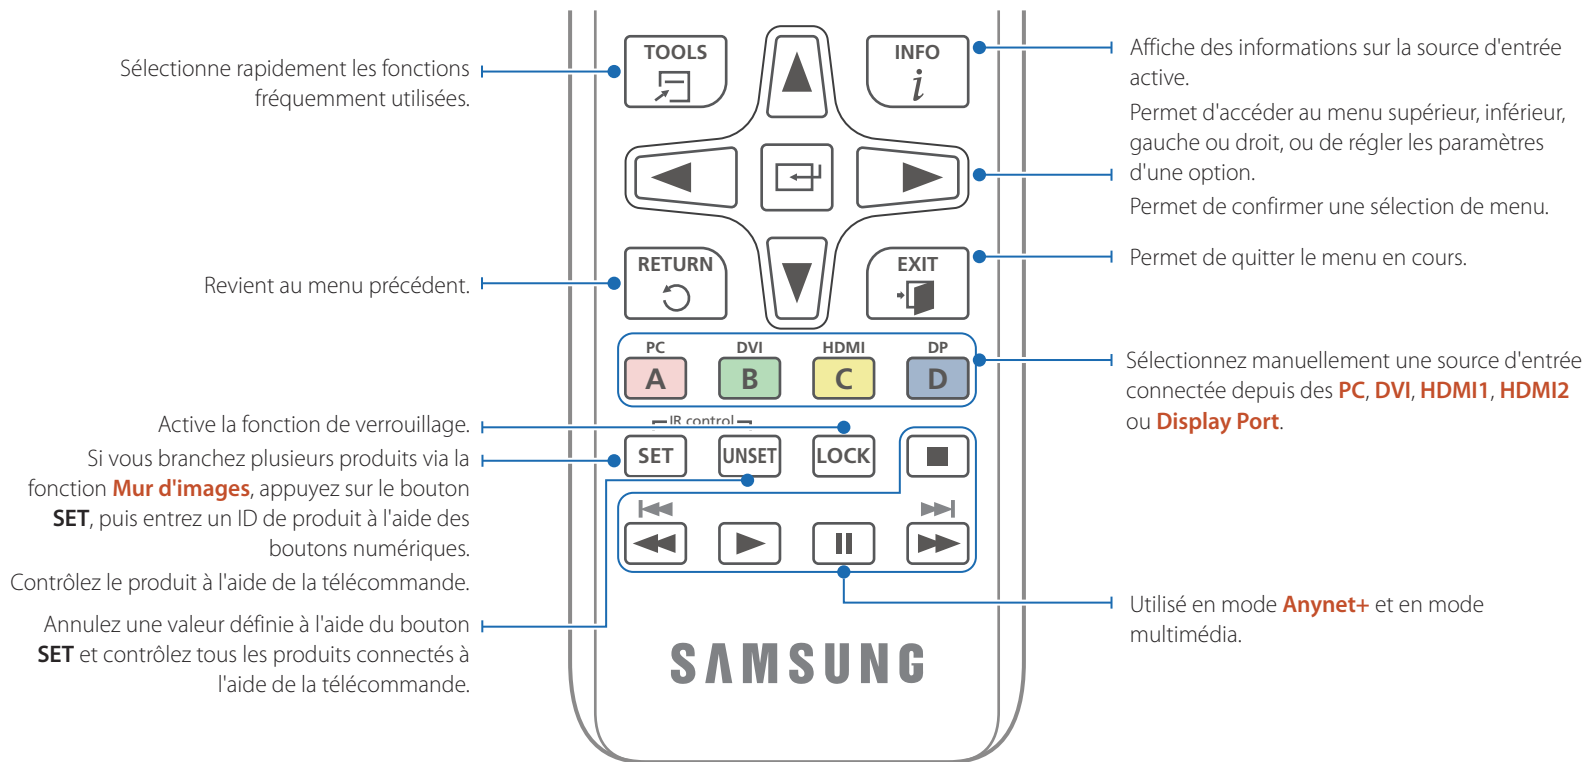 TOOLS
INFO
i
Sélectionne rapidement les fonctions
fréquemment utilisées.
Affiche des informations sur la source d'entrée
active.
Permet d'accéder au menu supérieur, inférieur,
gauche ou droit, ou de régler les paramètres
d'une option.
Permet de confirmer une sélection de menu.
RETURN
EXIT
Revient au menu précédent.
Permet de quitter le menu en cours.
PC
DVI
HDMI
DP
A
B
C
D
Sélectionnez manuellement une source d'entrée
connectée depuis des PC, DVI, HDMI1, HDMI2
ou Display Port.
Active la fonction de verrouillage.
IR control
SET
UNSET
LOCK
Si vous branchez plusieurs produits via la
fonction Mur d'images, appuyez sur le bouton
SET, puis entrez un ID de produit à l'aide des
boutons numériques.
Contrôlez le produit à l'aide de la télécommande.
Annulez une valeur définie à l'aide du bouton
SET et contrôlez tous les produits connectés à
l'aide de la télécommande.
Utilisé en mode Anynet+ et en mode
multimédia.
SAMSUNG